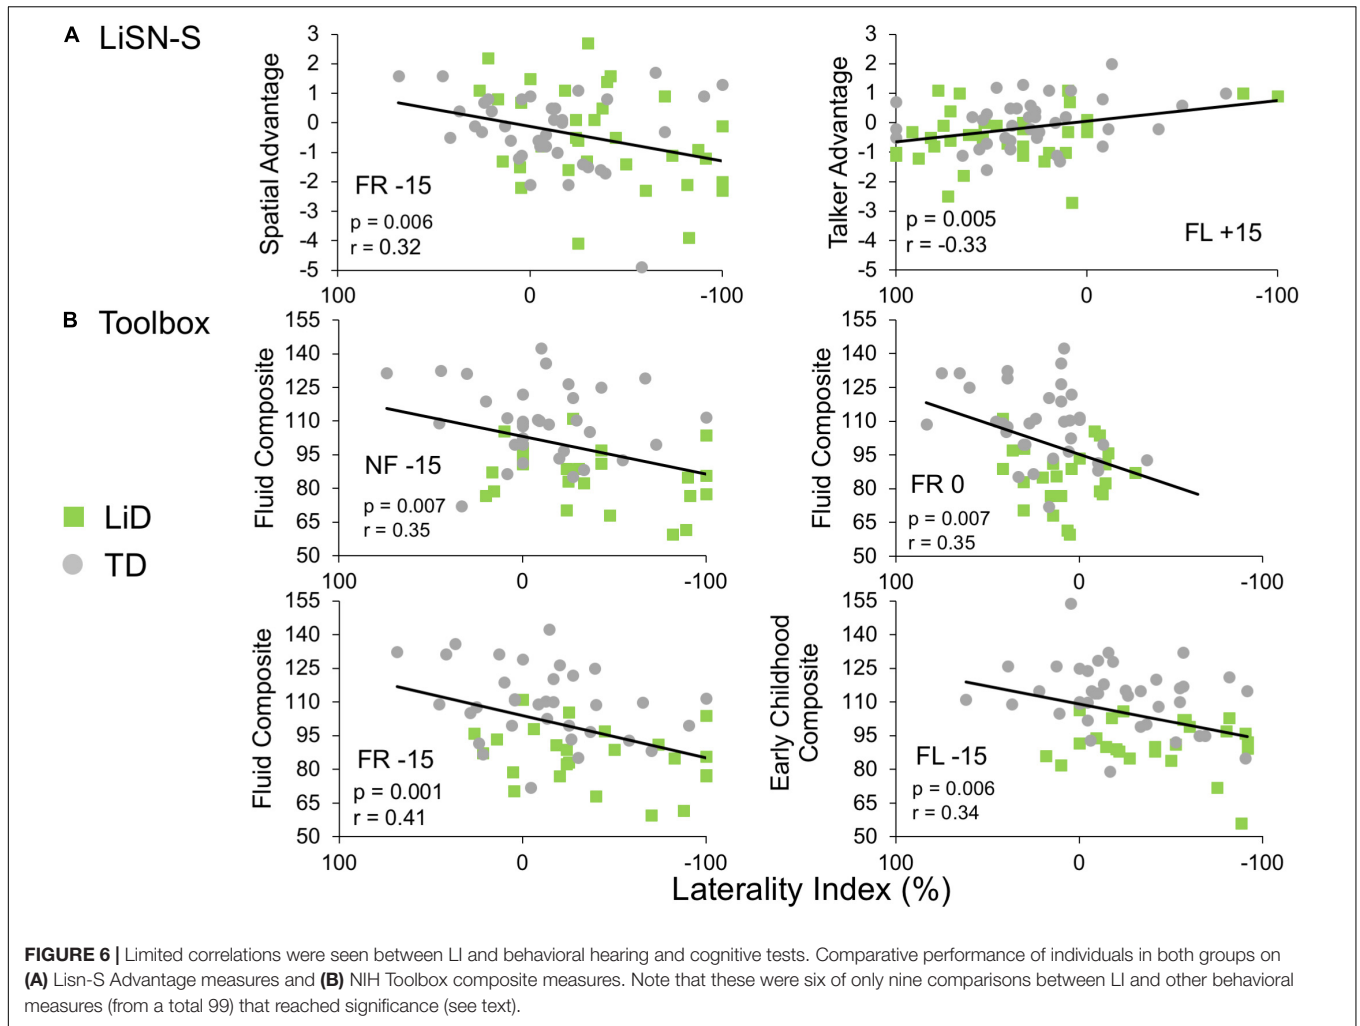 A LiSN-S
3
2
1
0
-1
-2
-3
-4
-5
Spatial Advantage
FR -15
p = 0.006
r = 0.32
100 0 -100
3
2
1
0
-1
-2
-3
-4
-5
Talker Advantage
p = 0.005
r = -0.33
FL +15
100 0 -100
B Toolbox
155
140
125
110
95
80
65
50
Fluid Composite
NF -15
p = 0.007
r = 0.35
100 0 -100
155
140
125
110
95
80
65
50
Fluid Composite
FR 0
p = 0.007
r = 0.35
100 0 -100
LiD
TD
155
140
125
110
95
80
65
50
Fluid Composite
FR -15
p = 0.001
r = 0.41
100 0 -100
155
140
125
110
95
80
65
50
Early Childhood
Composite
FL -15
p = 0.006
r = 0.34
100 0 -100
Laterality Index (%)
FIGURE 6 | Limited correlations were seen between LI and behavioral hearing and cognitive tests. Comparative performance of individuals in both groups on
(A) Lisn-S Advantage measures and (B) NIH Toolbox composite measures. Note that these were six of only nine comparisons between LI and other behavioral
measures (from a total 99) that reached significance (see text).